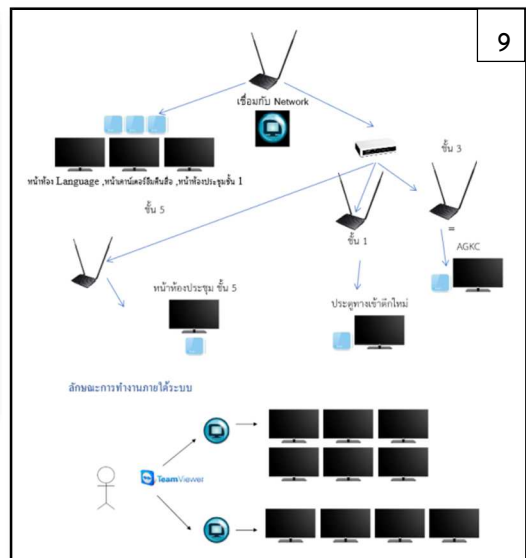 9
เชื่อมกับ Network
ชั้น 3
หน้าห้อง Language ,หน้าเคาน์เตอร์ยืมคืนสื่อ ,หน้าห้องประชุมชั้น 1
ชั้น 5
ชั้น 1
=
AGKC
หน้าห้องประชุม ชั้น 5
ประตูทางเข้าตึกใหม่
ลักษณะการทำงานภายใต้ระบบ
TeamViewer